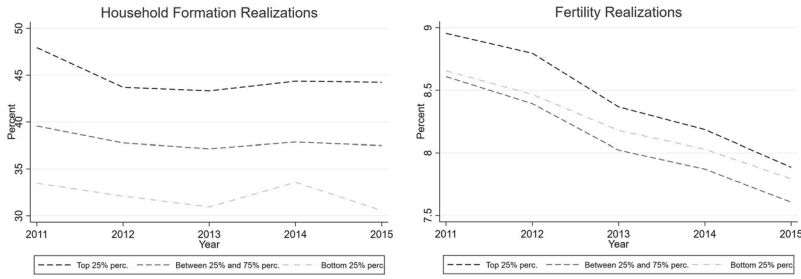 Household Formation Realizations
50
45
40
35
30
Percent
2011 2012 2013 2014 2015
Year
Top 25% perc. Between 25% and 75% perc. Bottom 25% perc
Fertility Realizations
9
8.5
8
7.5
Percent
2011 2012 2013 2014 2015
Year
Top 25% perc. Between 25% and 75% perc. Bottom 25% perc.